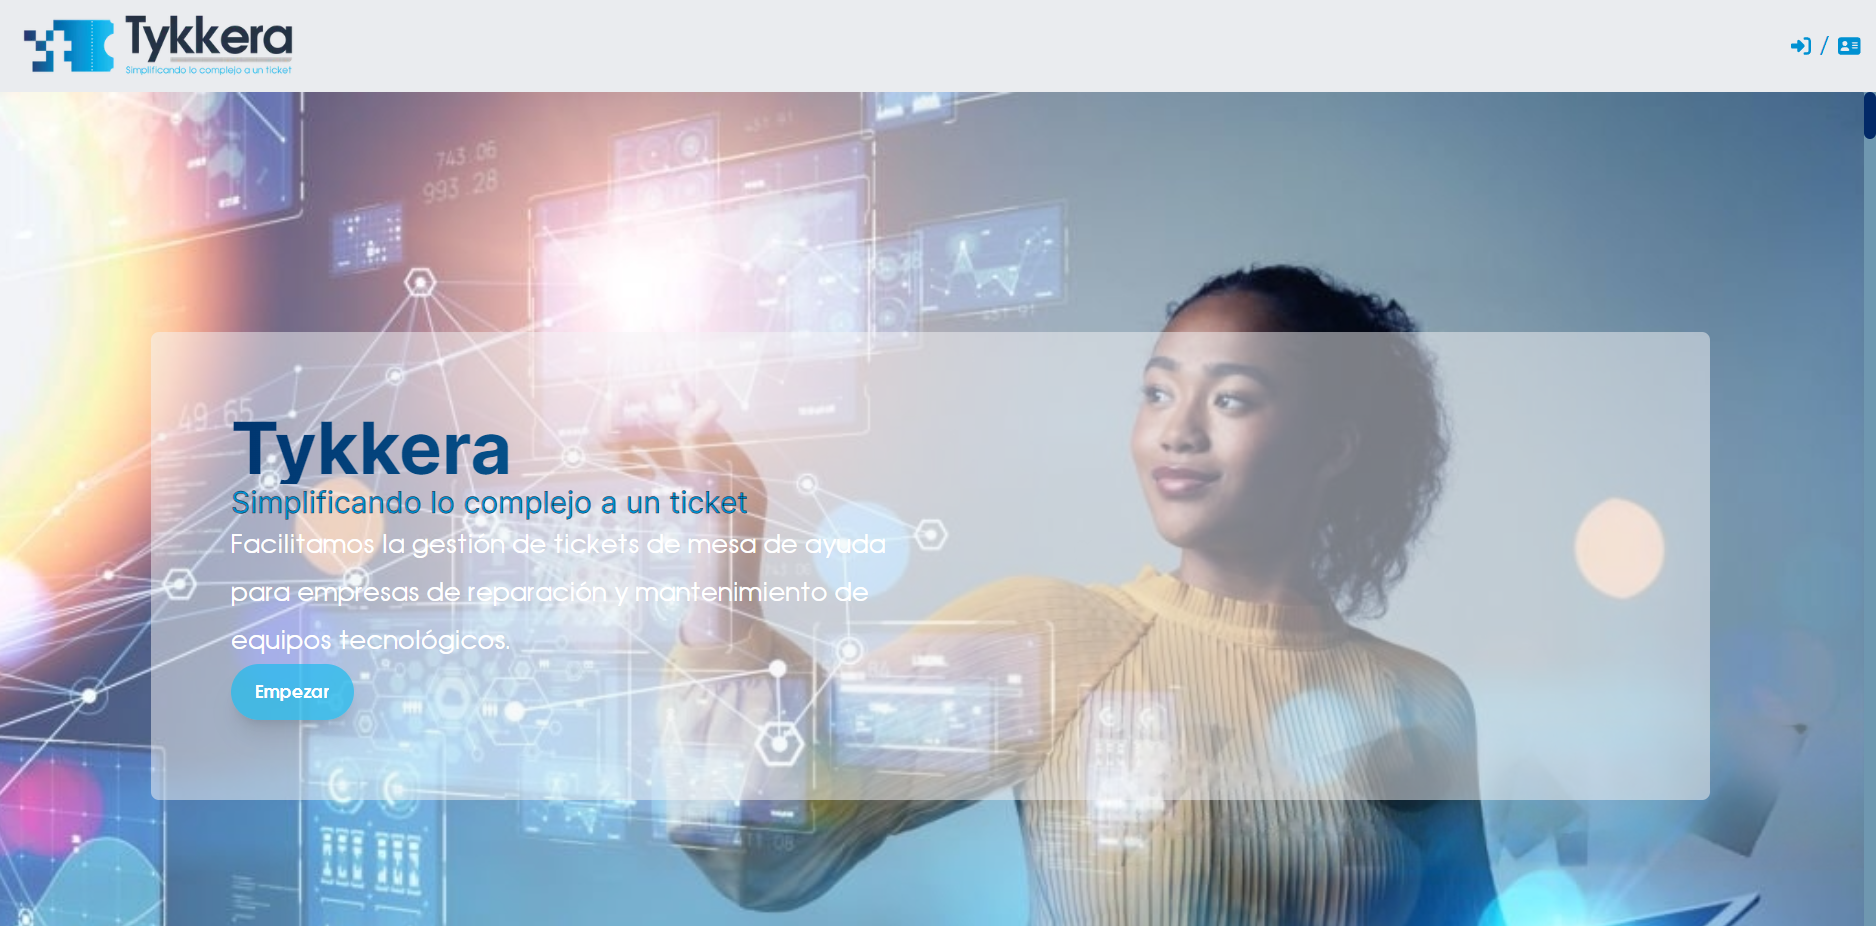 Tykkera
Simplificando lo complejo a un ticket
/
743.06
993.28
49.65
Tykkera
Simplificando lo complejo a un ticket
Facilitamos la gestión de tickets de mesa de ayuda
para empresas de reparación y mantenimiento de
equipos tecnológicos.
Empezar